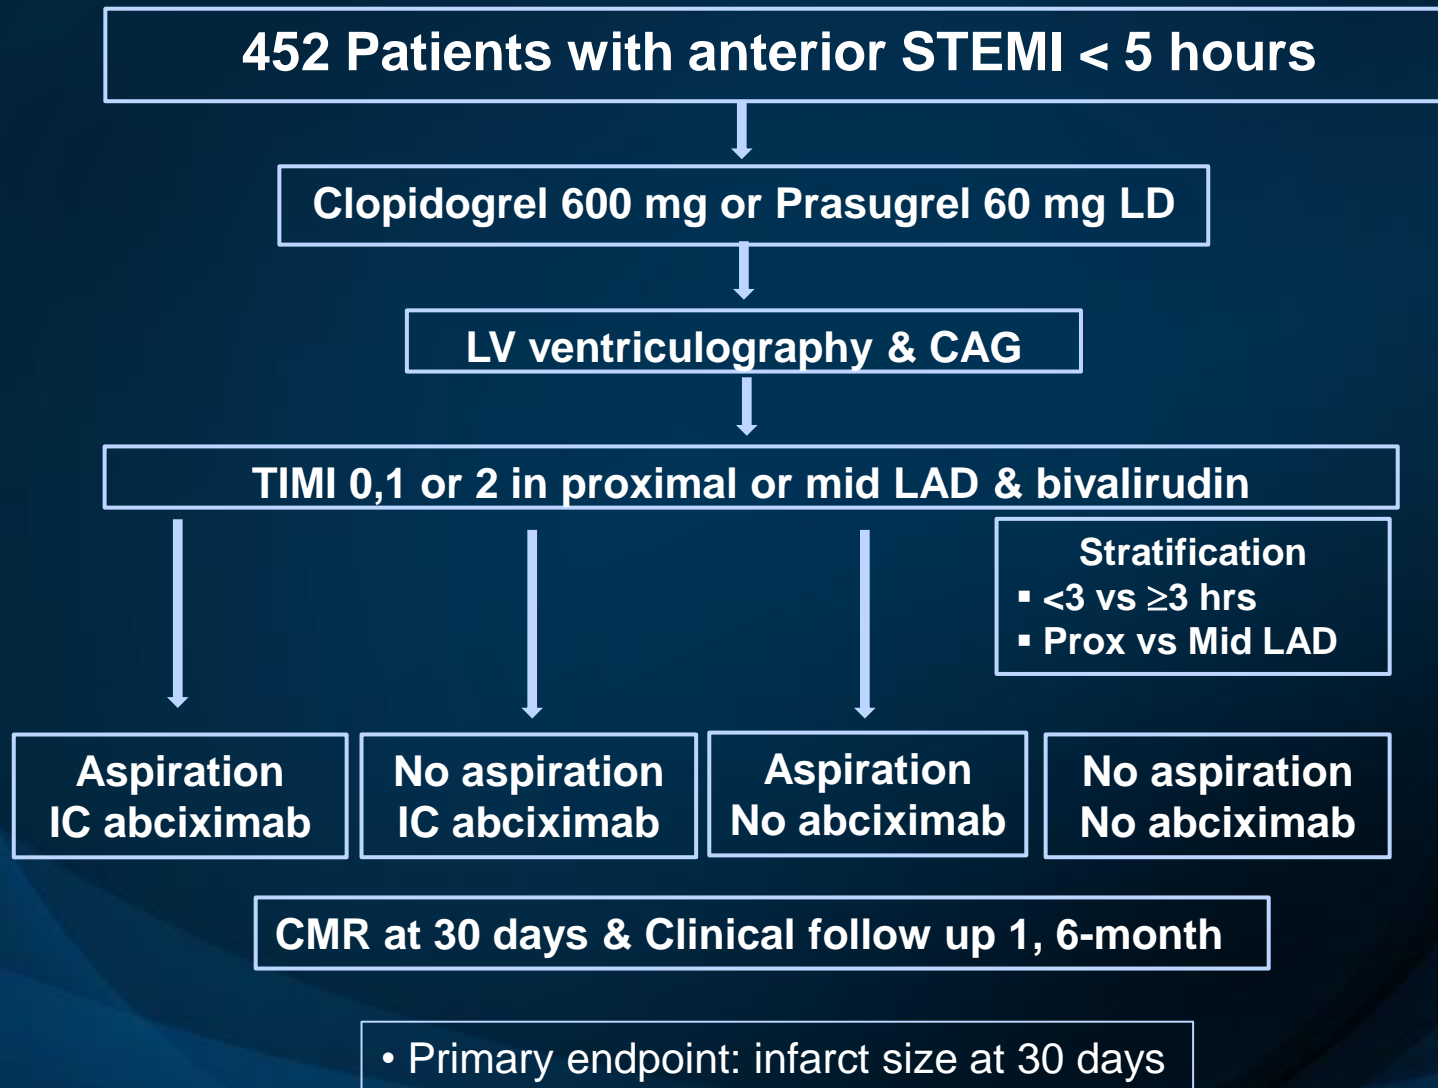 452 Patients with anterior STEMI < 5 hours
Clopidogrel 600 mg or Prasugrel 60 mg LD
LV ventriculography & CAG
TIMI 0,1 or 2 in proximal or mid LAD & bivalirudin
Stratification
▪ <3 vs ≥3 hrs
▪ Prox vs Mid LAD
Aspiration
IC abciximab
No aspiration
IC abciximab
Aspiration
No abciximab
No aspiration
No abciximab
CMR at 30 days & Clinical follow up 1, 6-month
• Primary endpoint: infarct size at 30 days